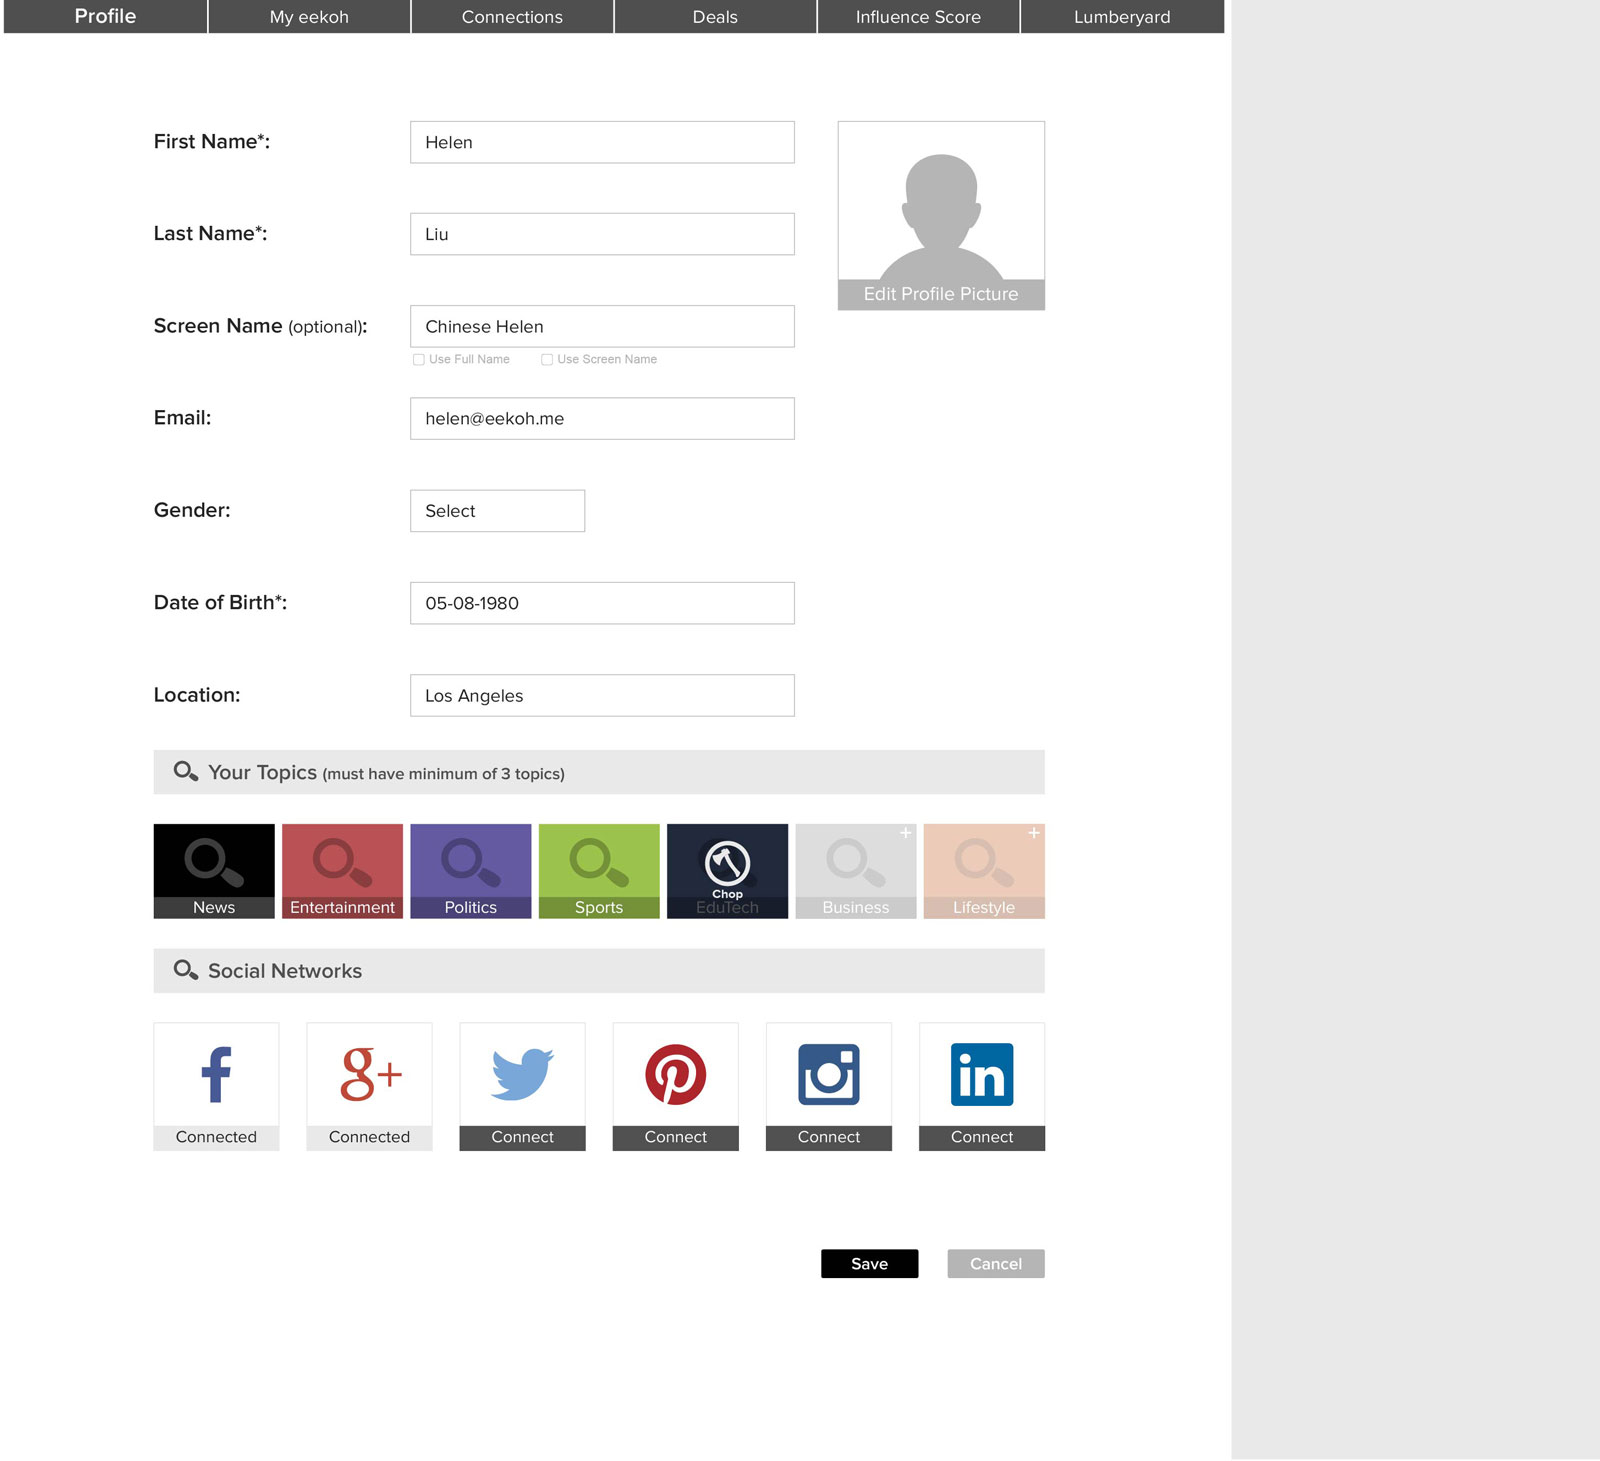 Profile
My eekoh
Connections
Deals
Influence Score
Lumberyard
First Name*:
Helen
Last Name*:
Liu
Edit Profile Picture
Screen Name (optional):
Chinese Helen
Use Full Name
Use Screen Name
Email:
helen@eekoh.me
Gender:
Select
Date of Birth*:
05-08-1980
Location:
Los Angeles
Your Topics (must have minimum of 3 topics)
News
Entertainment
Politics
Sports
Chop
EduTech
+
Business
+
Lifestyle
Social Networks
f
g+
in
Connected
Connected
Connect
Connect
Connect
Connect
Save
Cancel